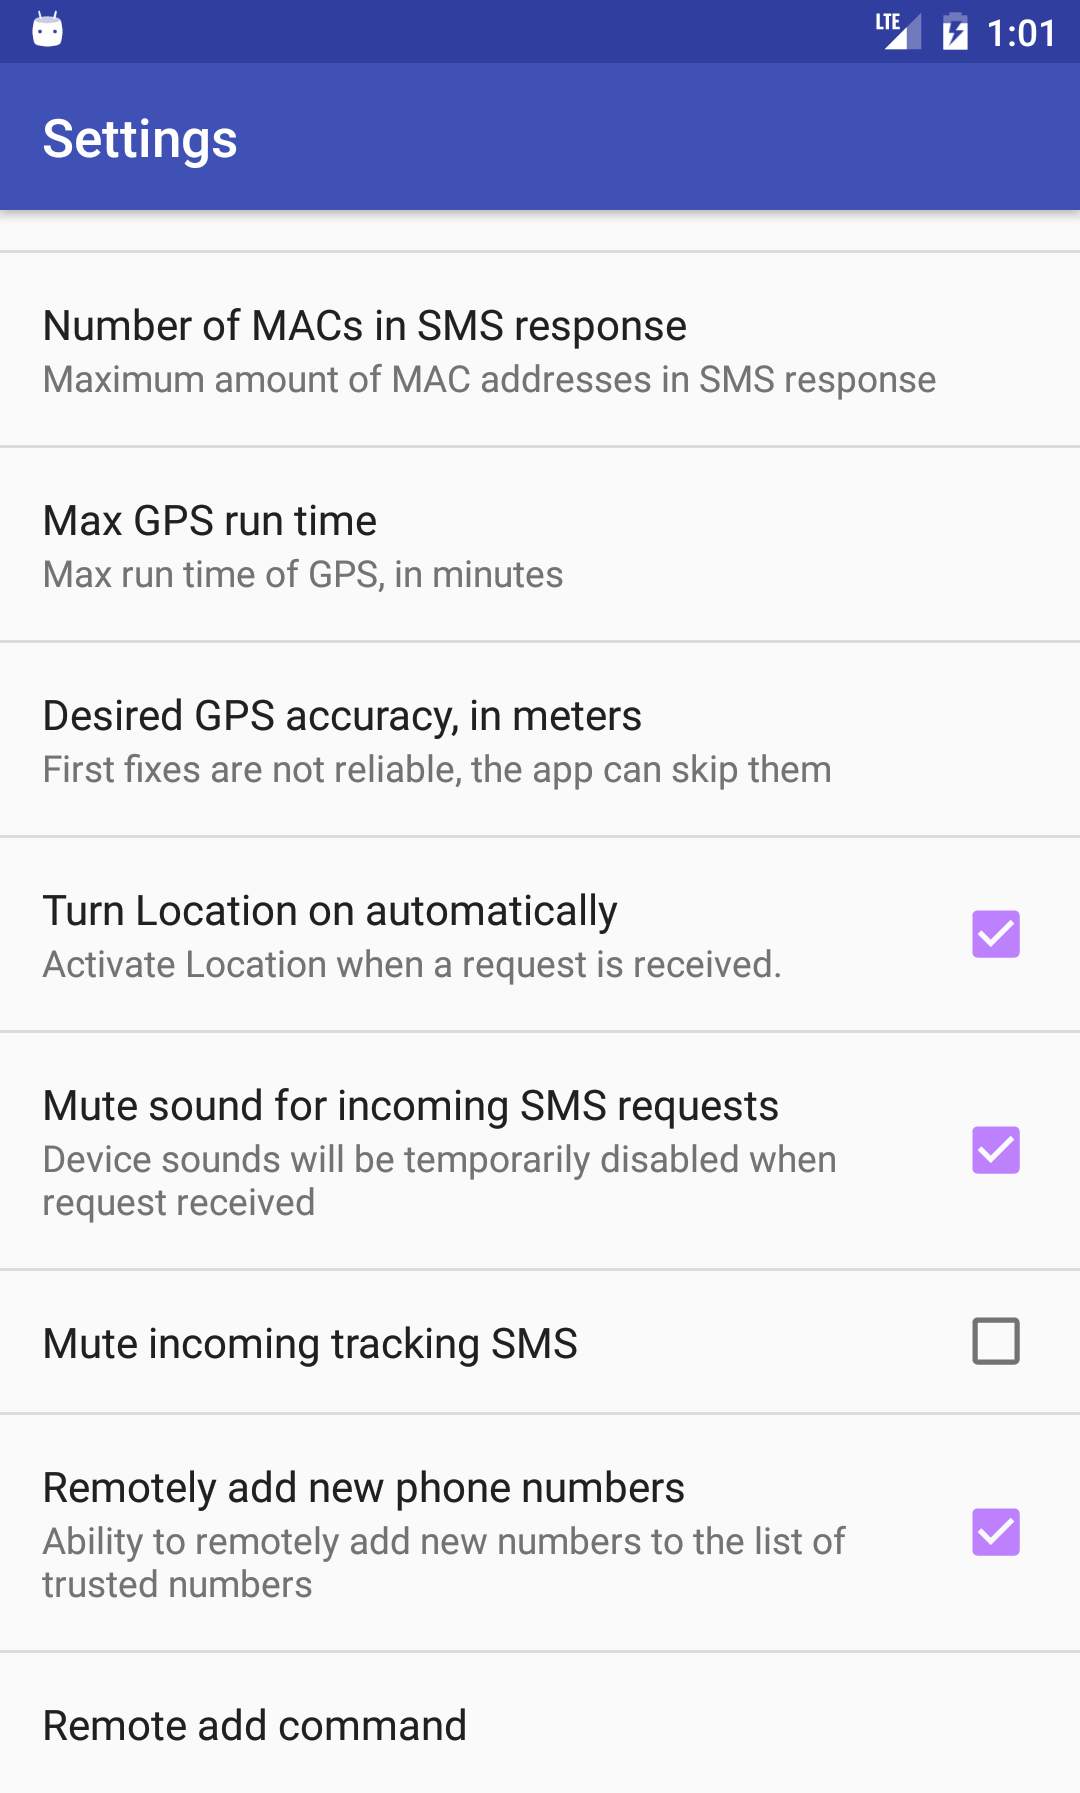 LTE 1:01
Settings
Number of MACs in SMS response
Maximum amount of MAC addresses in SMS response
Max GPS run time
Max run time of GPS, in minutes
Desired GPS accuracy, in meters
First fixes are not reliable, the app can skip them
Turn Location on automatically
Activate Location when a request is received.
Mute sound for incoming SMS requests
Device sounds will be temporarily disabled when
request received
Mute incoming tracking SMS
Remotely add new phone numbers
Ability to remotely add new numbers to the list of
trusted numbers
Remote add command